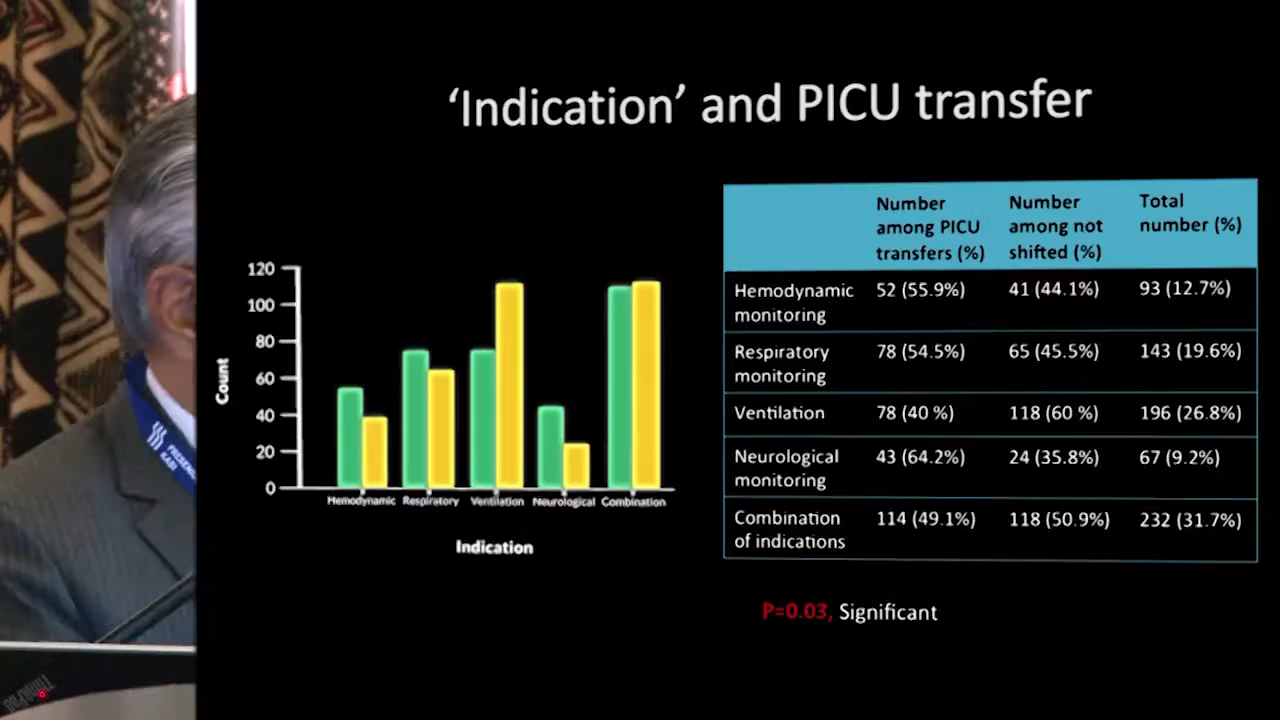 ‘Indication’ and PICU transfer
120
100
80
60
40
20
0
Count
Hemodynamic Respiratory Ventilation Neurological Combination
Indication
Number among PICU transfers (%)
Number among not shifted (%)
Total number (%)
Hemodynamic monitoring 52 (55.9%) 41 (44.1%) 93 (12.7%)
Respiratory monitoring 78 (54.5%) 65 (45.5%) 143 (19.6%)
Ventilation 78 (40 %) 118 (60 %) 196 (26.8%)
Neurological monitoring 43 (64.2%) 24 (35.8%) 67 (9.2%)
Combination of indications 114 (49.1%) 118 (50.9%) 232 (31.7%)
P=0.03, Significant
KABI
ThinkPad